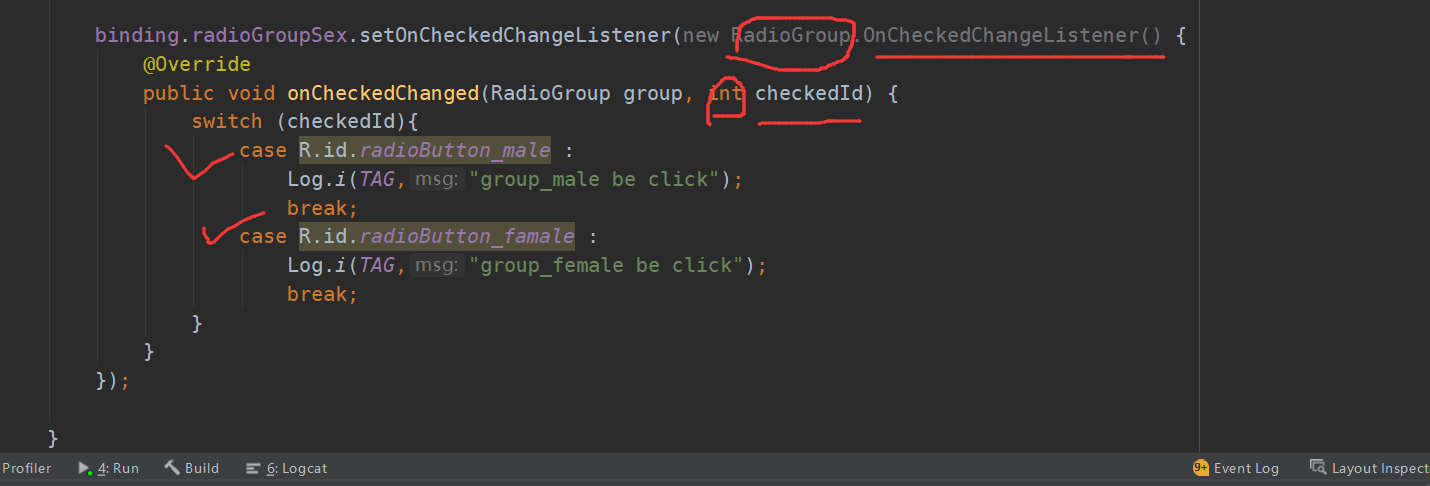 binding.radioGroupSex.setOnCheckedChangeListener(new RadioGroup.OnCheckedChangeListener() {
@Override
public void onCheckedChanged(RadioGroup group, int checkedId) {
switch (checkedId){
case R.id.radioButton_male :
Log.i(TAG, msg: "group_male be click");
break;
case R.id.radioButton_famale :
Log.i(TAG, msg: "group_female be click");
break;
}
}
});
}
Profiler 4: Run Build 6: Logcat 9+ Event Log Layout Inspect